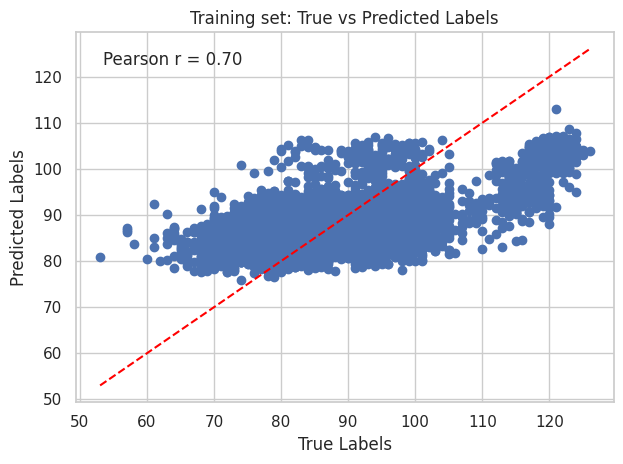 Training set: True vs Predicted Labels
Pearson r = 0.70
Predicted Labels
120
110
100
90
80
70
60
50
50 60 70 80 90 100 110 120
True Labels